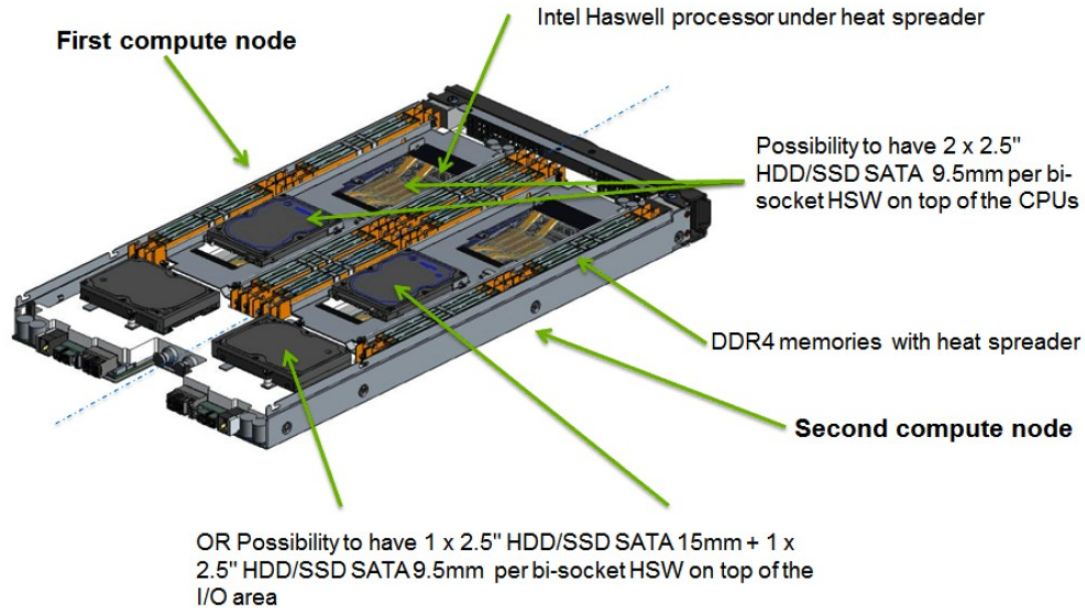 Intel Haswell processor under heat spreader
First compute node
Possibility to have 2 x 2.5"
HDD/SSD SATA 9.5mm per bi-
socket HSW on top of the CPUs
DDR4 memories with heat spreader
Second compute node
OR Possibility to have 1 x 2.5" HDD/SSD SATA 15mm + 1 x
2.5" HDD/SSD SATA 9.5mm per bi-socket HSW on top of the
I/O area